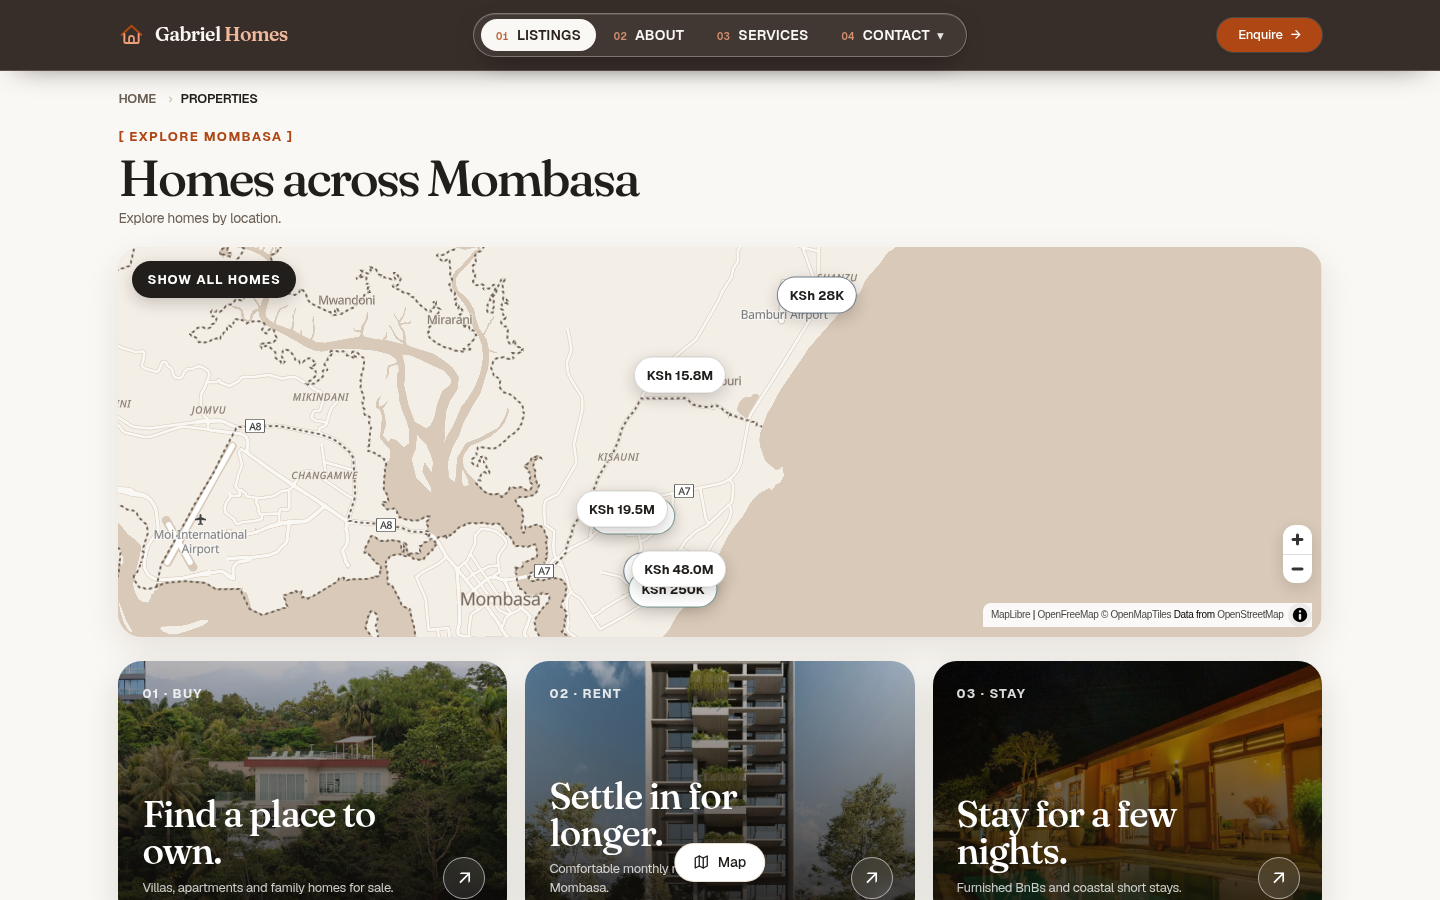 Gabriel Homes
01 LISTINGS
02 ABOUT
03 SERVICES
04 CONTACT ▾
Enquire →
HOME › PROPERTIES
[ EXPLORE MOMBASA ]
Homes across Mombasa
Explore homes by location.
SHOW ALL HOMES
SHANZU
KSh 28K
Mwandoni
Bamburi Airport
Mirarani
KSh 15.8M
MIKINDANI
JOMVU
A8
KISAUNI
CHANGAMWE
A7
KSh 19.5M
A8
Moi International
Airport
A7
KSh 48.0M
KSh 250K
Mombasa
MapLibre | OpenFreeMap © OpenMapTiles Data from OpenStreetMap
01 · BUY
Find a place to
own.
Villas, apartments and family homes for sale.
02 · RENT
Settle in for
longer.
Comfortable monthly
Mombasa.
Map
03 · STAY
Stay for a few
nights.
Furnished BnBs and coastal short stays.